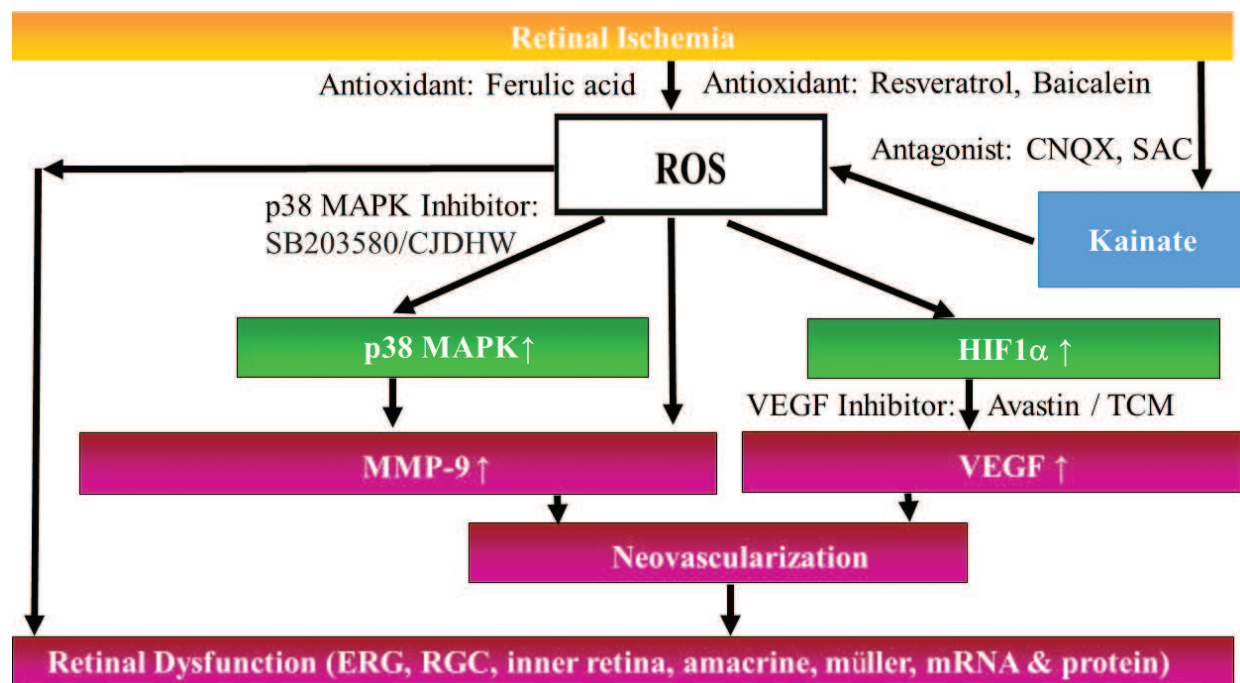 Retinal Ischemia
Antioxidant: Ferulic acid
Antioxidant: Resveratrol, Baicalein
ROS
Antagonist: CNQX, SAC
p38 MAPK Inhibitor:
SB203580/CJDHW
Kainate
p38 MAPK↑
HIF1α ↑
VEGF Inhibitor: Avastin / TCM
MMP-9↑
VEGF ↑
Neovascularization
Retinal Dysfunction (ERG, RGC, inner retina, amacrine, müller, mRNA & protein)